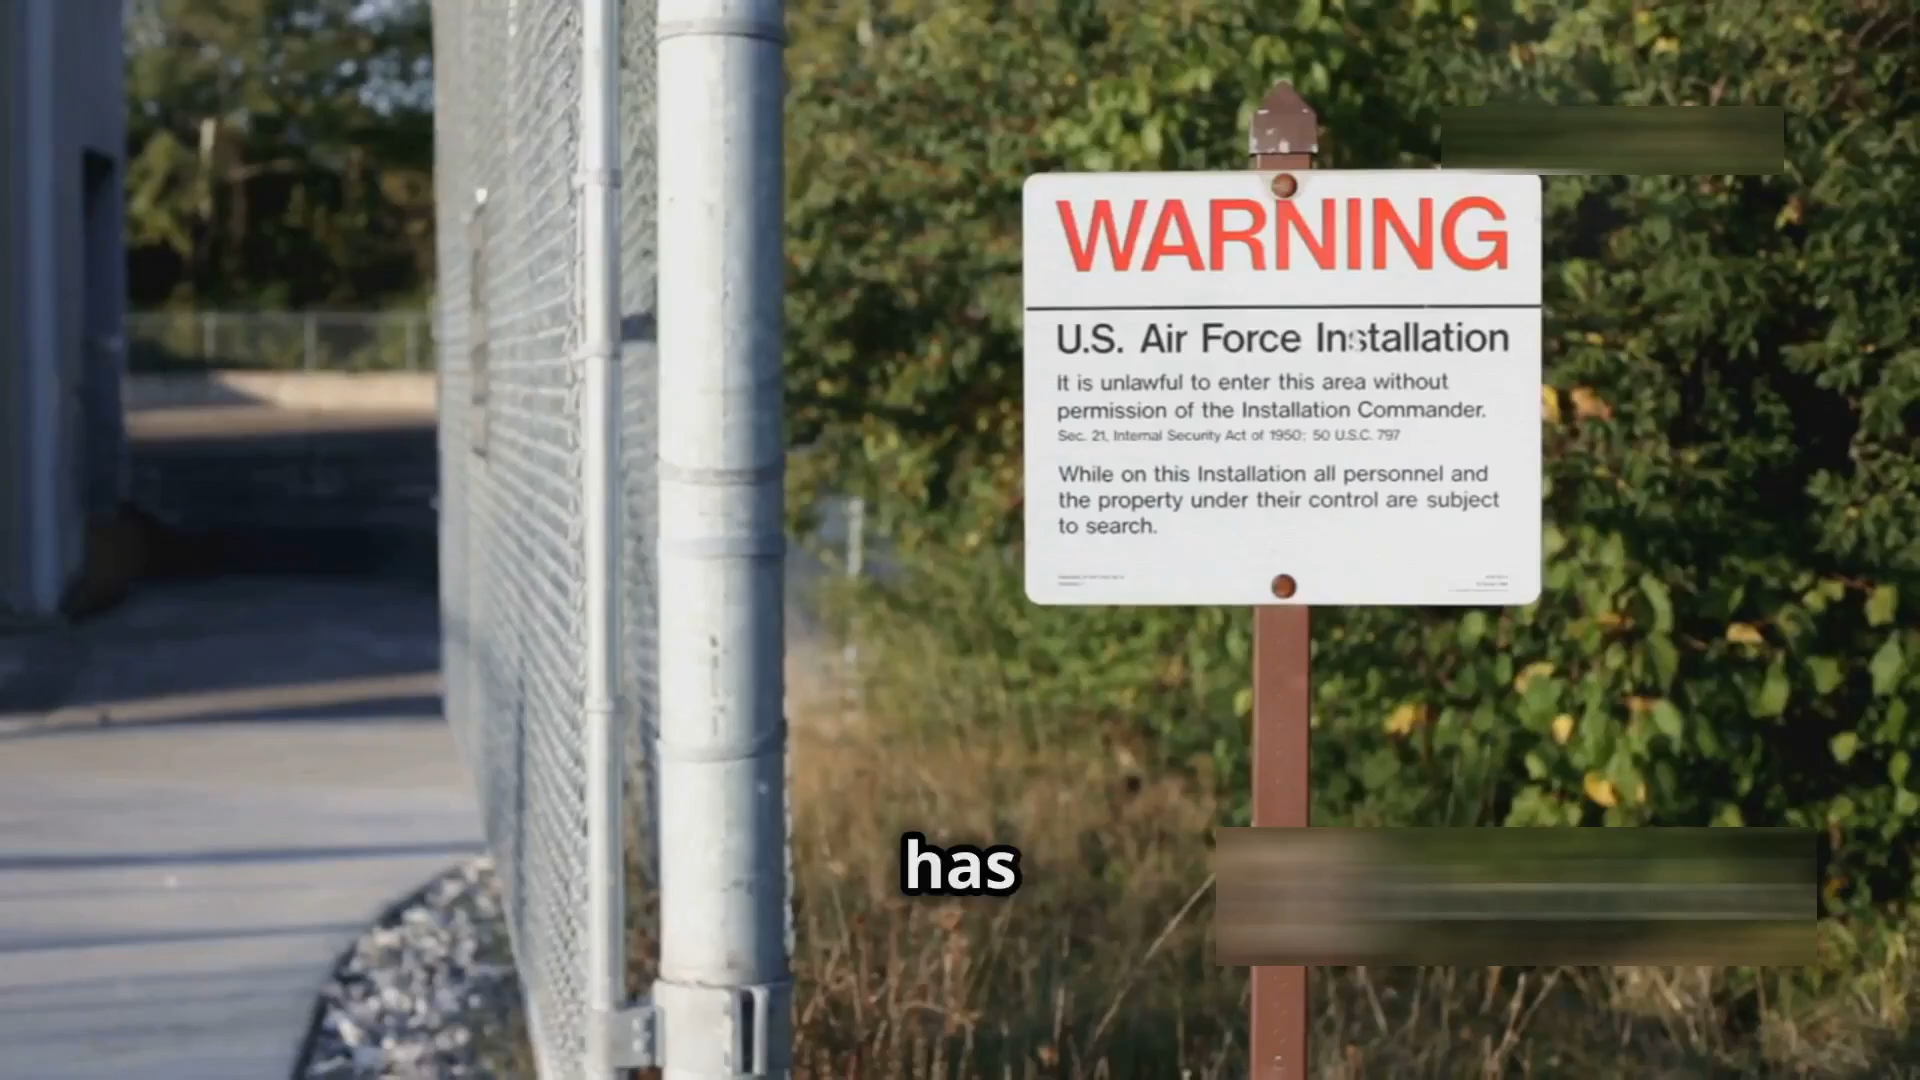 WARNING
U.S. Air Force Installation
It is unlawful to enter this area without
permission of the Installation Commander.
Sec. 21, Internal Security Act of 1950; 50 U.S.C. 797
While on this Installation all personnel and
the property under their control are subject
to search.
has